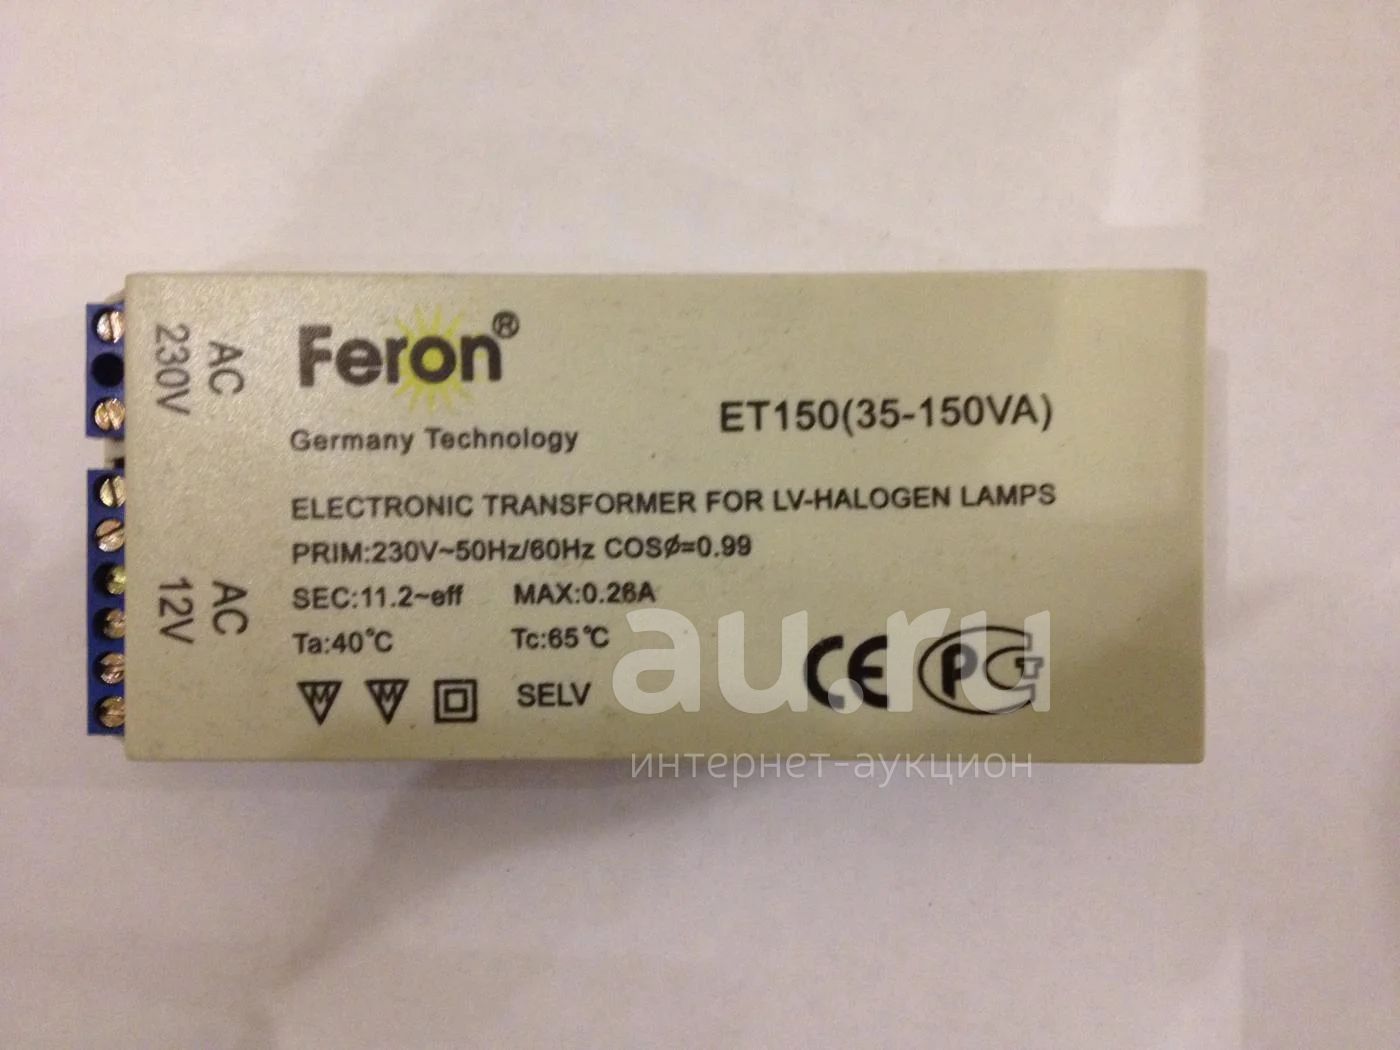 Feron®
Germany Technology
ET150(35-150VA)
ELECTRONIC TRANSFORMER FOR LV-HALOGEN LAMPS
PRIM:230V~50Hz/60Hz COSØ=0.99
SEC:11.2~eff MAX:0.26A
Ta:40°C Tc:65°C
M M SELV
CE PCT
AC
230V
AC
12V
au.ru
интернет-аукцион